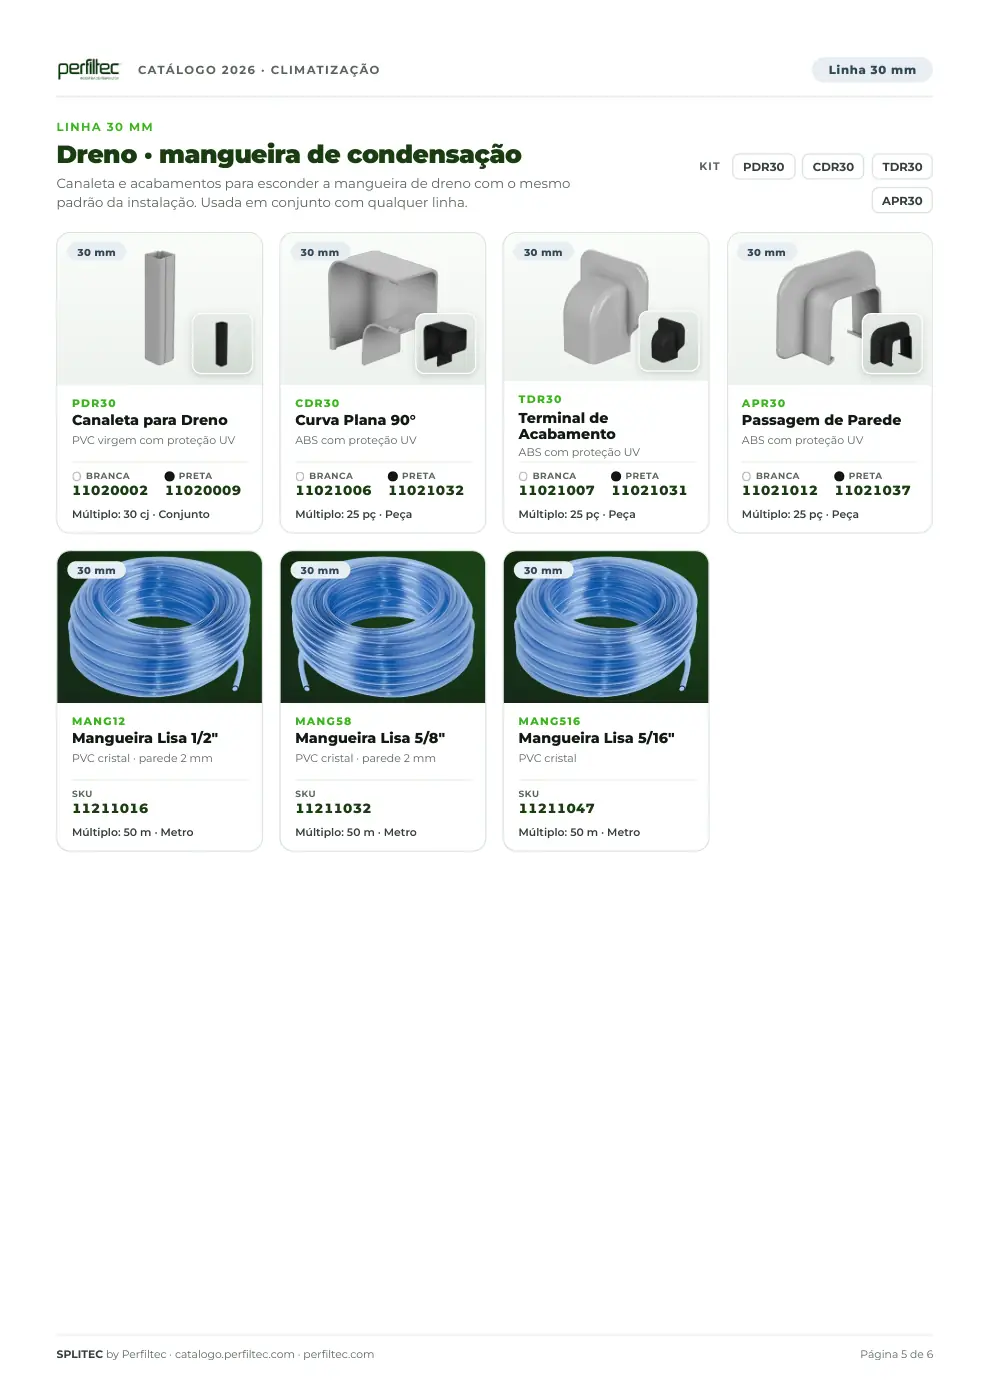 perfiltec CATÁLOGO 2026 · CLIMATIZAÇÃO Linha 30 mm
LINHA 30 MM
Dreno · mangueira de condensação
Canaleta e acabamentos para esconder a mangueira de dreno com o mesmo
padrão da instalação. Usada em conjunto com qualquer linha.
KIT PDR30 CDR30 TDR30
APR30
30 mm
PDR30
Canaleta para Dreno
PVC virgem com proteção UV
BRANCA PRETA
11020002 11020009
Múltiplo: 30 cj · Conjunto
30 mm
CDR30
Curva Plana 90°
ABS com proteção UV
BRANCA PRETA
11021006 11021032
Múltiplo: 25 pç · Peça
30 mm
TDR30
Terminal de
Acabamento
ABS com proteção UV
BRANCA PRETA
11021007 11021031
Múltiplo: 25 pç · Peça
30 mm
APR30
Passagem de Parede
ABS com proteção UV
BRANCA PRETA
11021012 11021037
Múltiplo: 25 pç · Peça
30 mm
MANG12
Mangueira Lisa 1/2"
PVC cristal · parede 2 mm
SKU
11211016
Múltiplo: 50 m · Metro
30 mm
MANG58
Mangueira Lisa 5/8"
PVC cristal · parede 2 mm
SKU
11211032
Múltiplo: 50 m · Metro
30 mm
MANG516
Mangueira Lisa 5/16"
PVC cristal
SKU
11211047
Múltiplo: 50 m · Metro
SPLITEC by Perfiltec · catalogo.perfiltec.com · perfiltec.com
Página 5 de 6